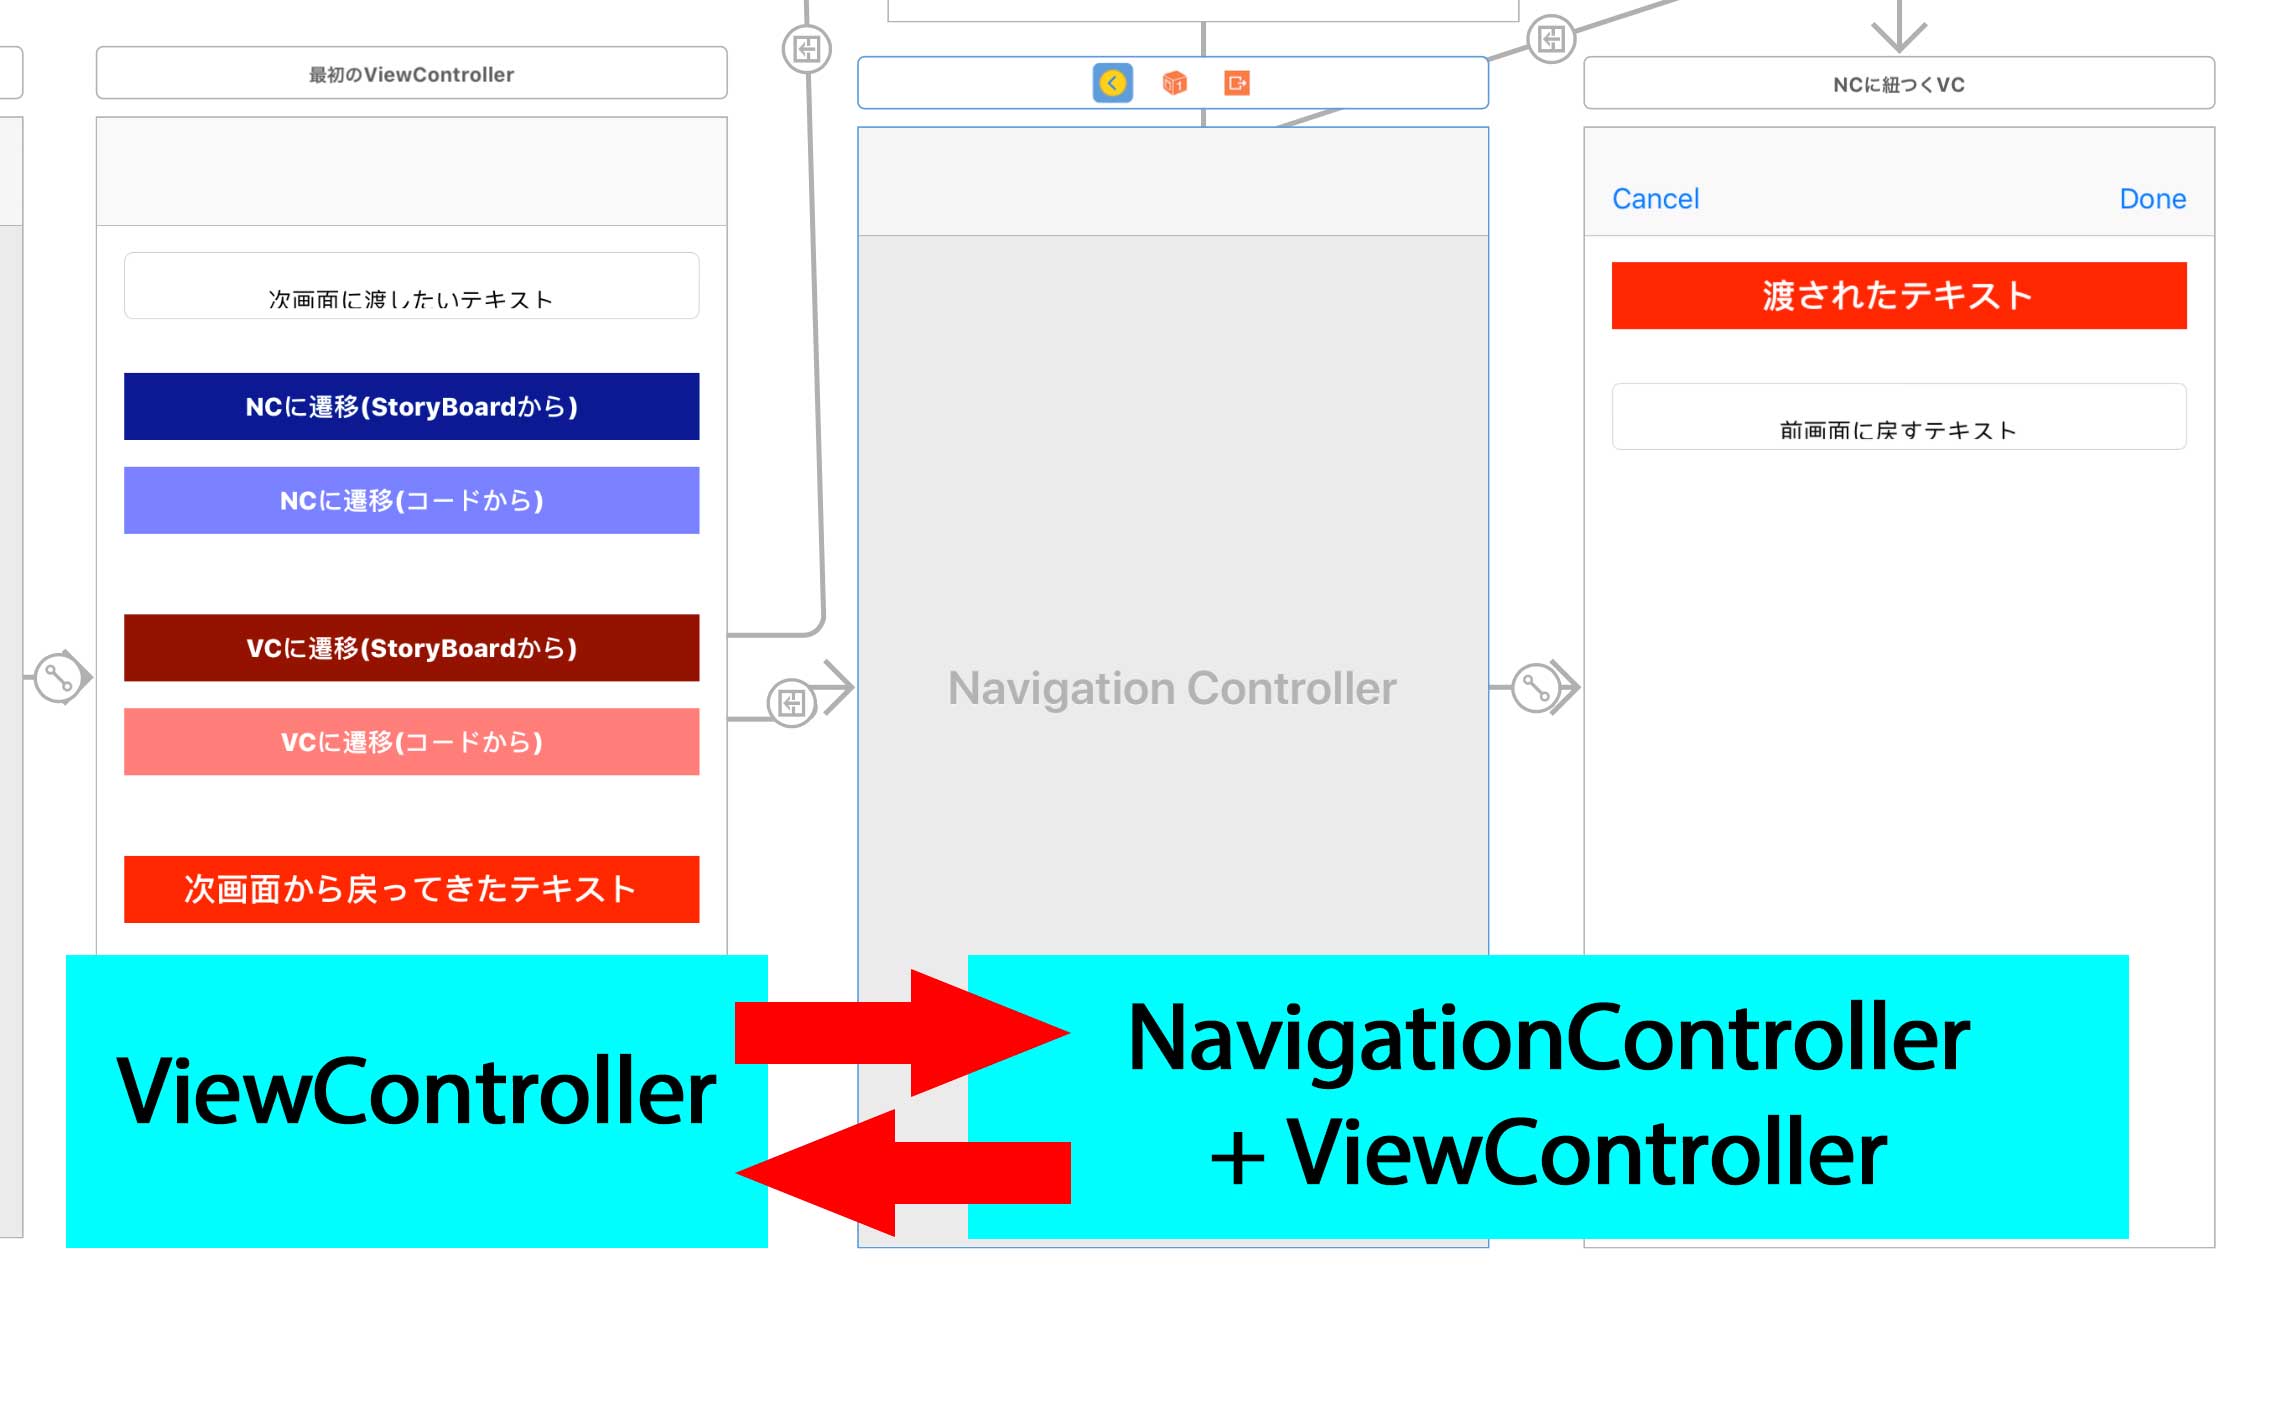 最初のViewController
次画面に渡したいテキスト
NCに遷移(StoryBoardから)
NCに遷移(コードから)
VCに遷移(StoryBoardから)
VCに遷移(コードから)
次画面から戻ってきたテキスト
Navigation Controller
NCに紐つくVC
Cancel
Done
渡されたテキスト
前画面に戻すテキスト
ViewController
NavigationController
+ ViewController